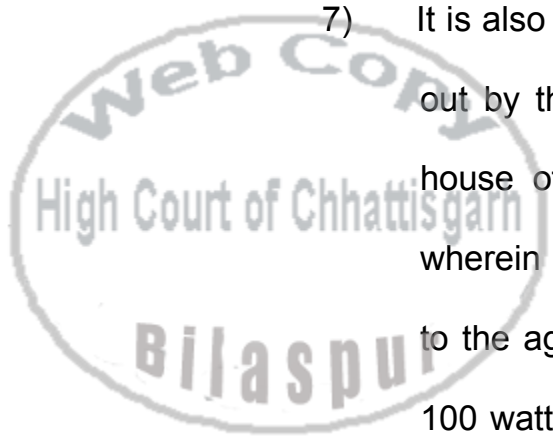 7) It is also
out by th
house of
wherein
to the ag
100 watt
Web Copy
High Court of Chhattisgarh
Bilaspur